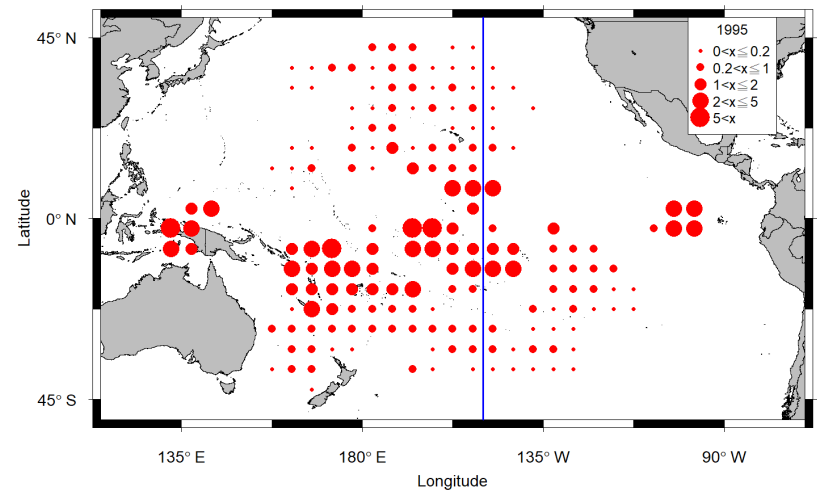 45° N
0° N
45° S
Latitude
1995
0<x≦0.2
0.2<x≦1
1<x≦2
2<x≦5
5<x
135° E
180° E
135° W
90° W
Longitude